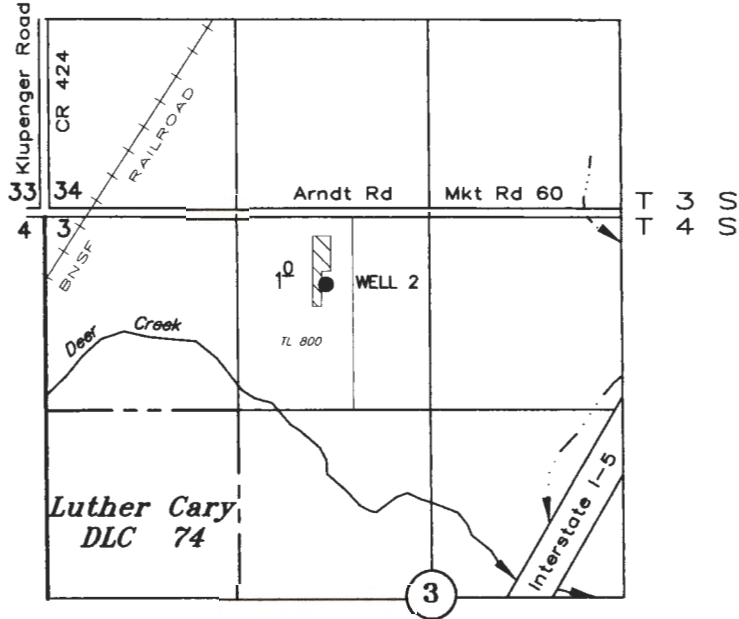 Klupenger Road
CR 424
RAILROAD
33 34
Arndt Rd Mkt Rd 60
T 3 S
4 3
T 4 S
BNSF
1.0
WELL 2
Deer Creek
TL 800
Luther Cary
DLC 74
Interstate I-5
3